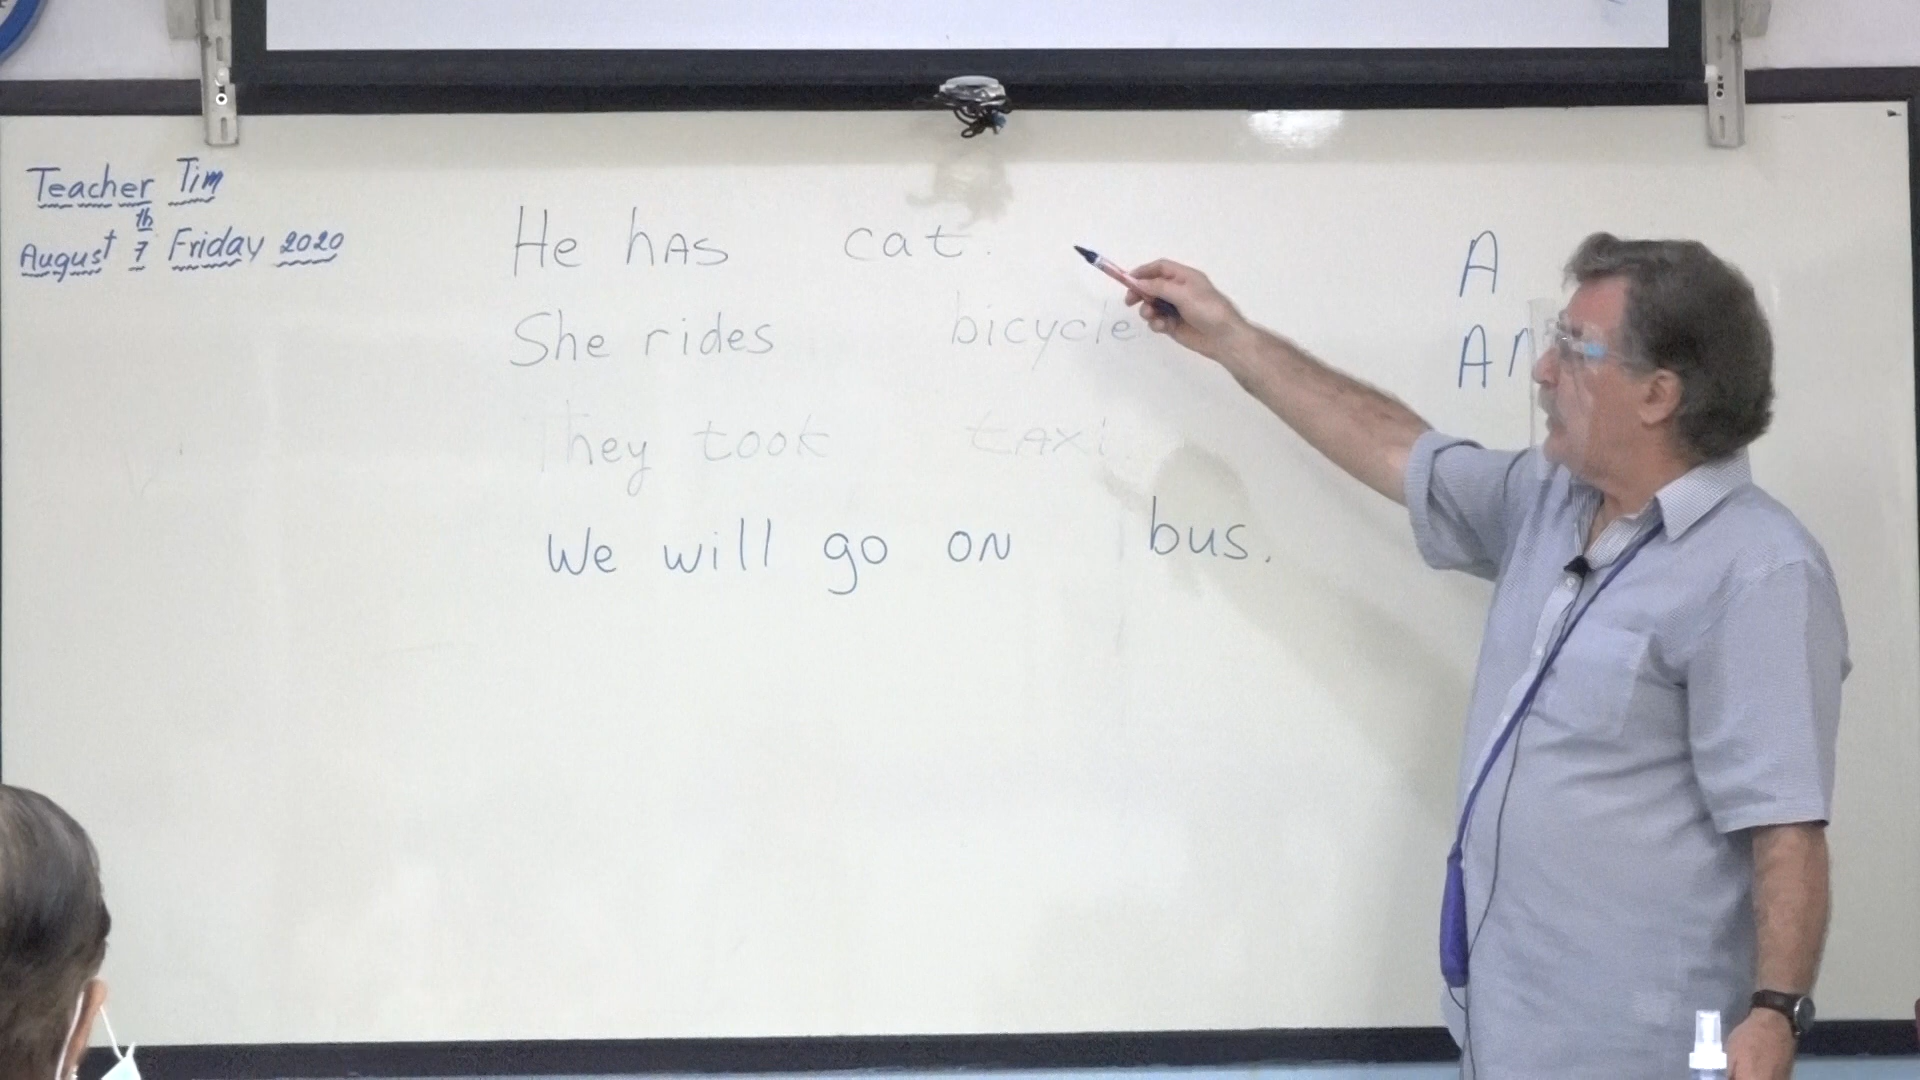 Teacher Tim
August 7th Friday 2020
He hAS cat.
She rides bicycle
They took tAxi.
We will go oN bus.
A
AN